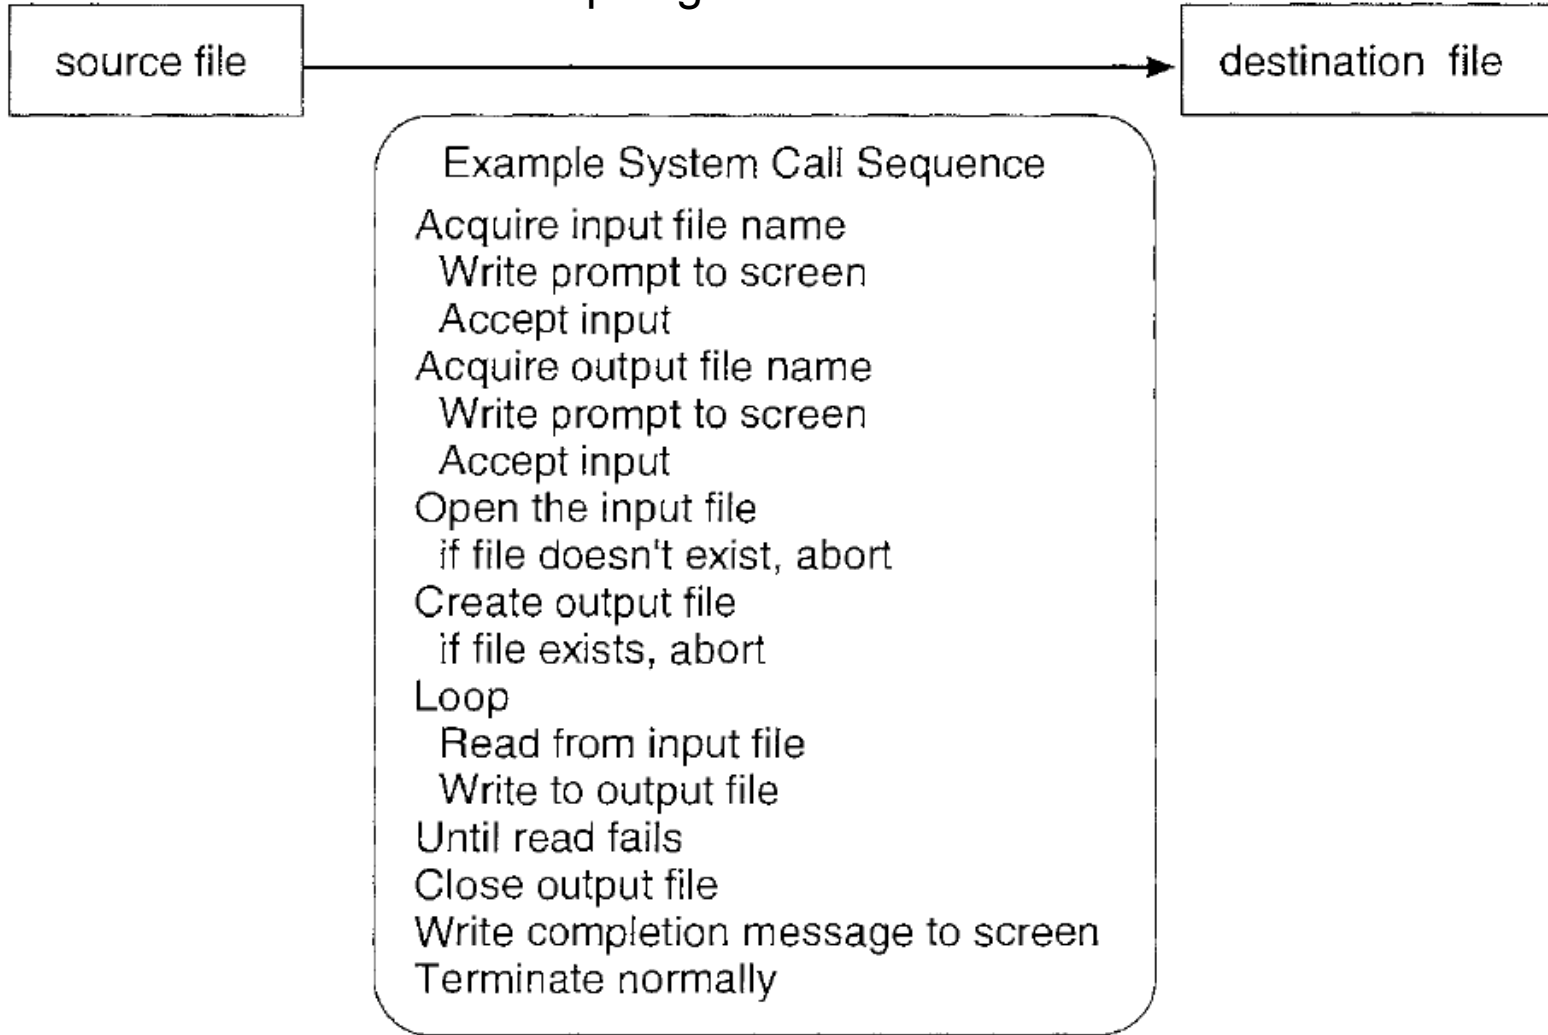 source file
destination file
Example System Call Sequence
Acquire input file name
Write prompt to screen
Accept input
Acquire output file name
Write prompt to screen
Accept input
Open the input file
if file doesn't exist, abort
Create output file
if file exists, abort
Loop
Read from input file
Write to output file
Until read fails
Close output file
Write completion message to screen
Terminate normally